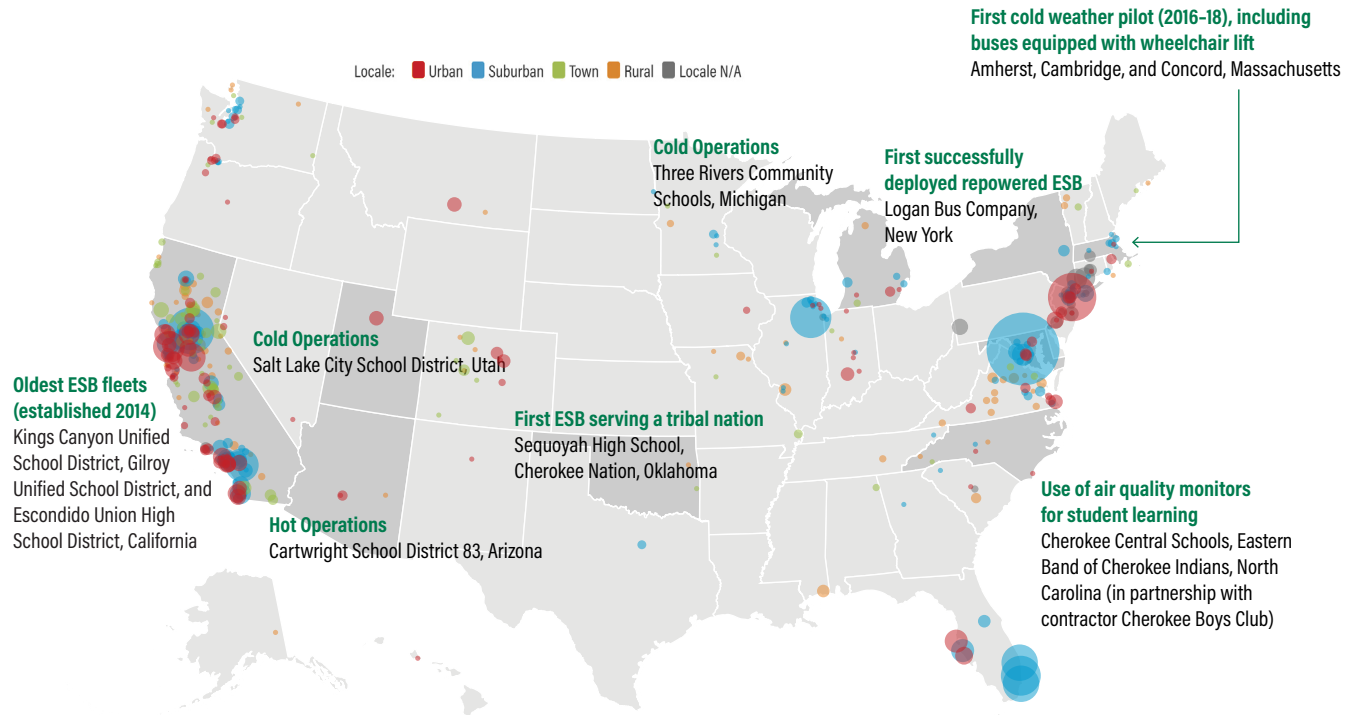 First cold weather pilot (2016–18), including
buses equipped with wheelchair lift
Amherst, Cambridge, and Concord, Massachusetts
Locale: Urban Suburban Town Rural Locale N/A
Cold Operations
Three Rivers Community
Schools, Michigan
First successfully
deployed repowered ESB
Logan Bus Company,
New York
Cold Operations
Salt Lake City School District, Utah
Oldest ESB fleets
(established 2014)
Kings Canyon Unified
School District, Gilroy
Unified School District, and
Escondido Union High
School District, California
First ESB serving a tribal nation
Sequoyah High School,
Cherokee Nation, Oklahoma
Hot Operations
Cartwright School District 83, Arizona
Use of air quality monitors
for student learning
Cherokee Central Schools, Eastern
Band of Cherokee Indians, North
Carolina (in partnership with
contractor Cherokee Boys Club)